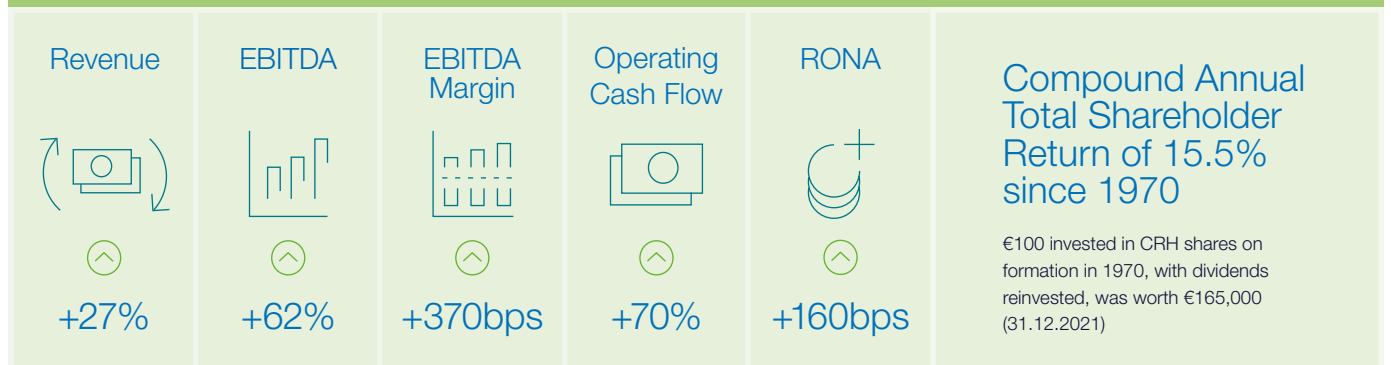 Revenue
+27%
EBITDA
+62%
EBITDA
Margin
+370bps
Operating
Cash Flow
+70%
RONA
+160bps
Compound Annual
Total Shareholder
Return of 15.5%
since 1970
€100 invested in CRH shares on
formation in 1970, with dividends
reinvested, was worth €165,000
(31.12.2021)